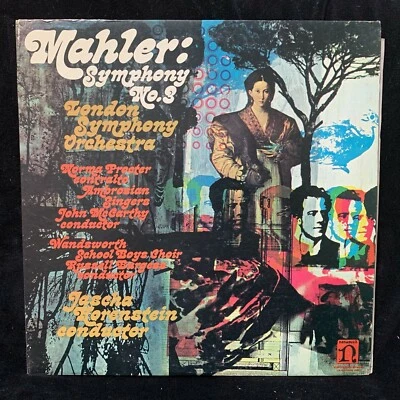 Mahler:
Symphony
No.3
London
Symphony
Orchestra
Norma Procter
contralto
Ambrosian
Singers
John McCarthy
conductor
Wandsworth
School Boys Choir
Russell Burgess
conductor
Jascha
Horenstein
conductor